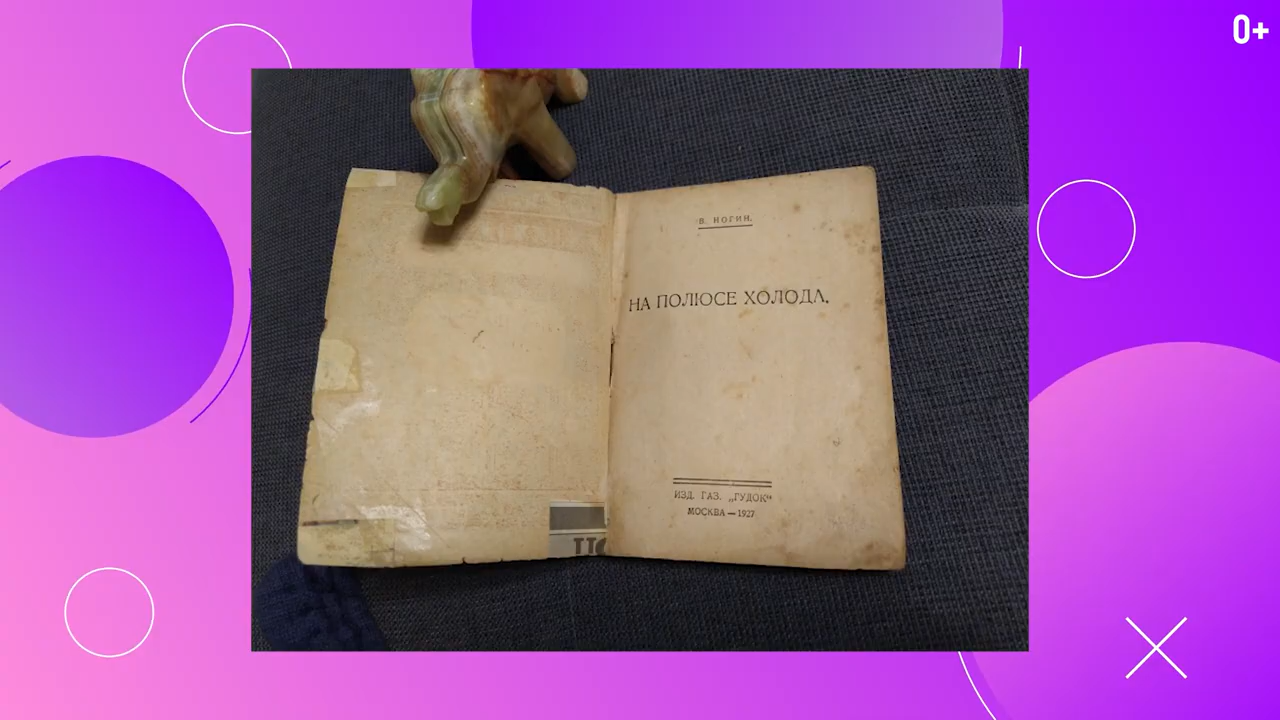 0+
В. НОГИН.
НА ПОЛЮСЕ ХОЛОДА.
ИЗД. ГАЗ. „ГУДОК“
МОСКВА — 1927